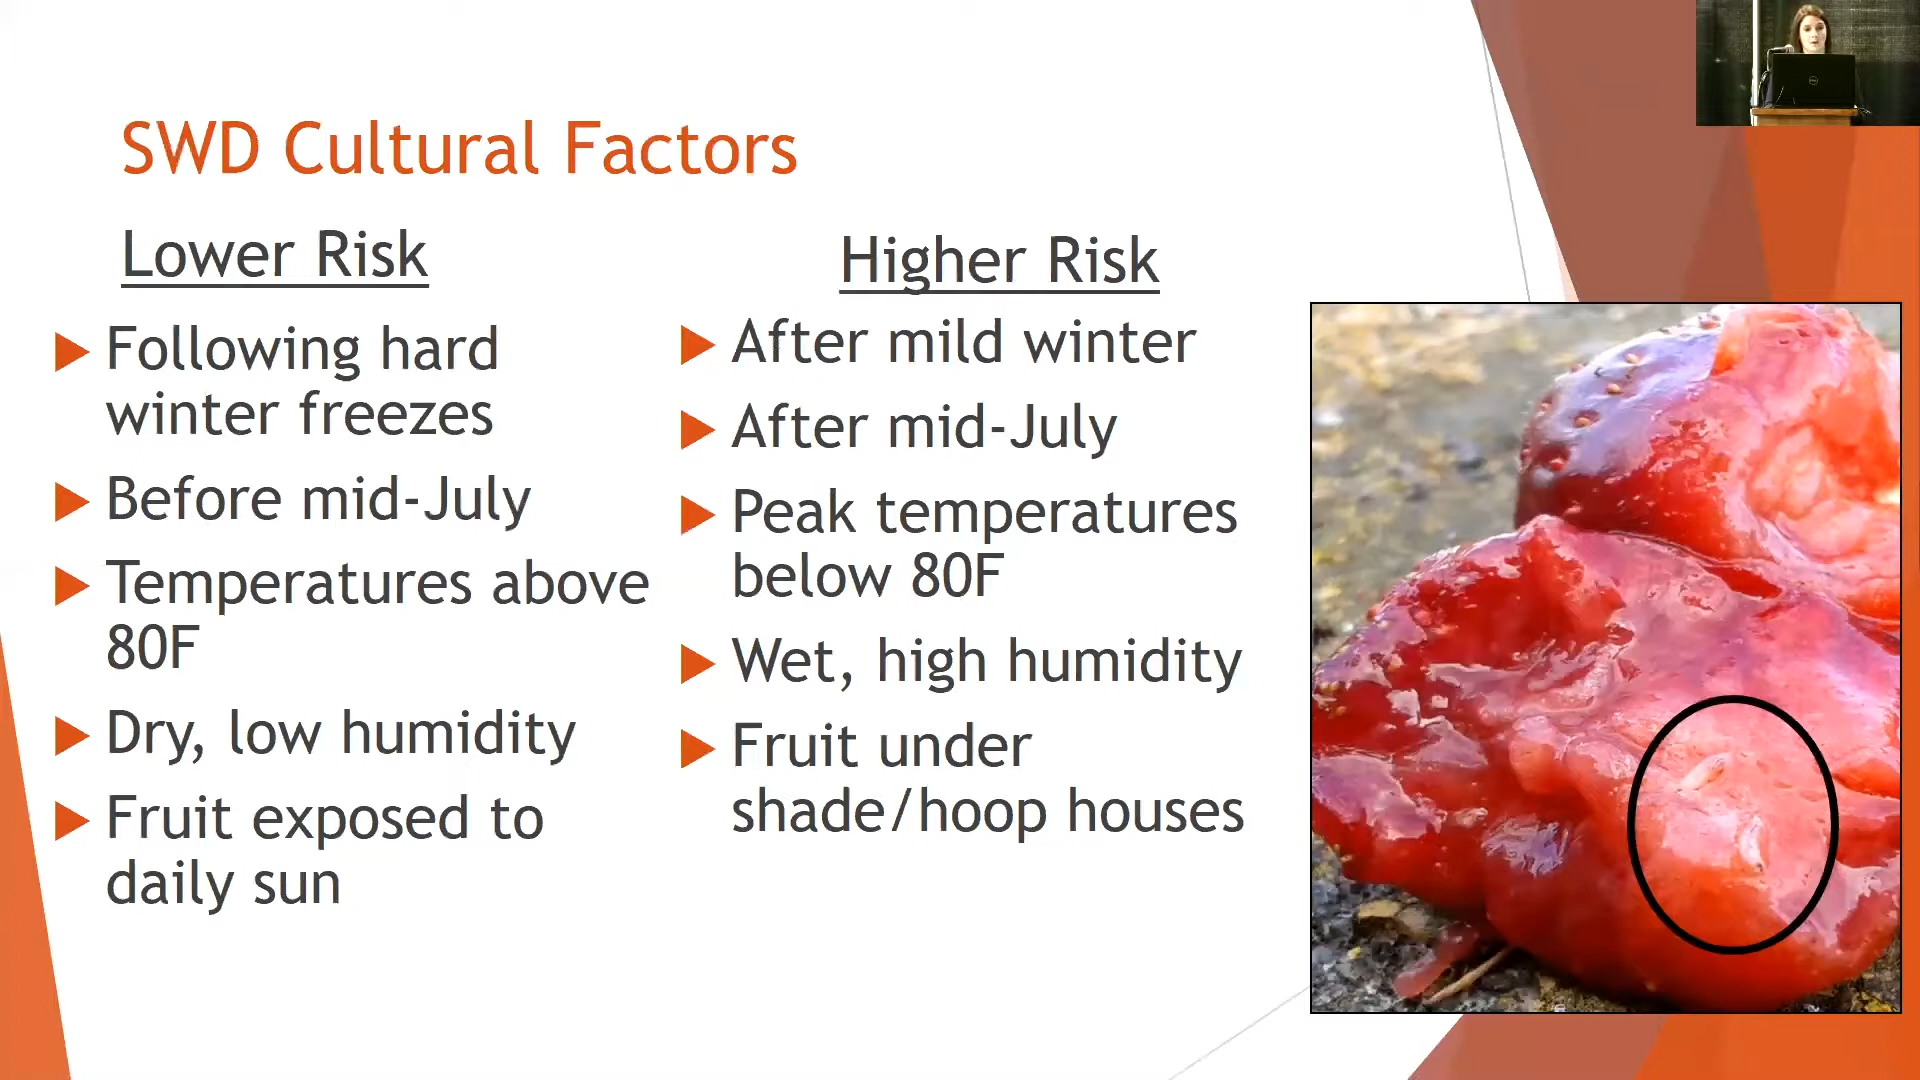 SWD Cultural Factors
Lower Risk
Following hard
winter freezes
Before mid-July
Temperatures above
80F
Dry, low humidity
Fruit exposed to
daily sun
Higher Risk
After mild winter
After mid-July
Peak temperatures
below 80F
Wet, high humidity
Fruit under
shade/hoop houses